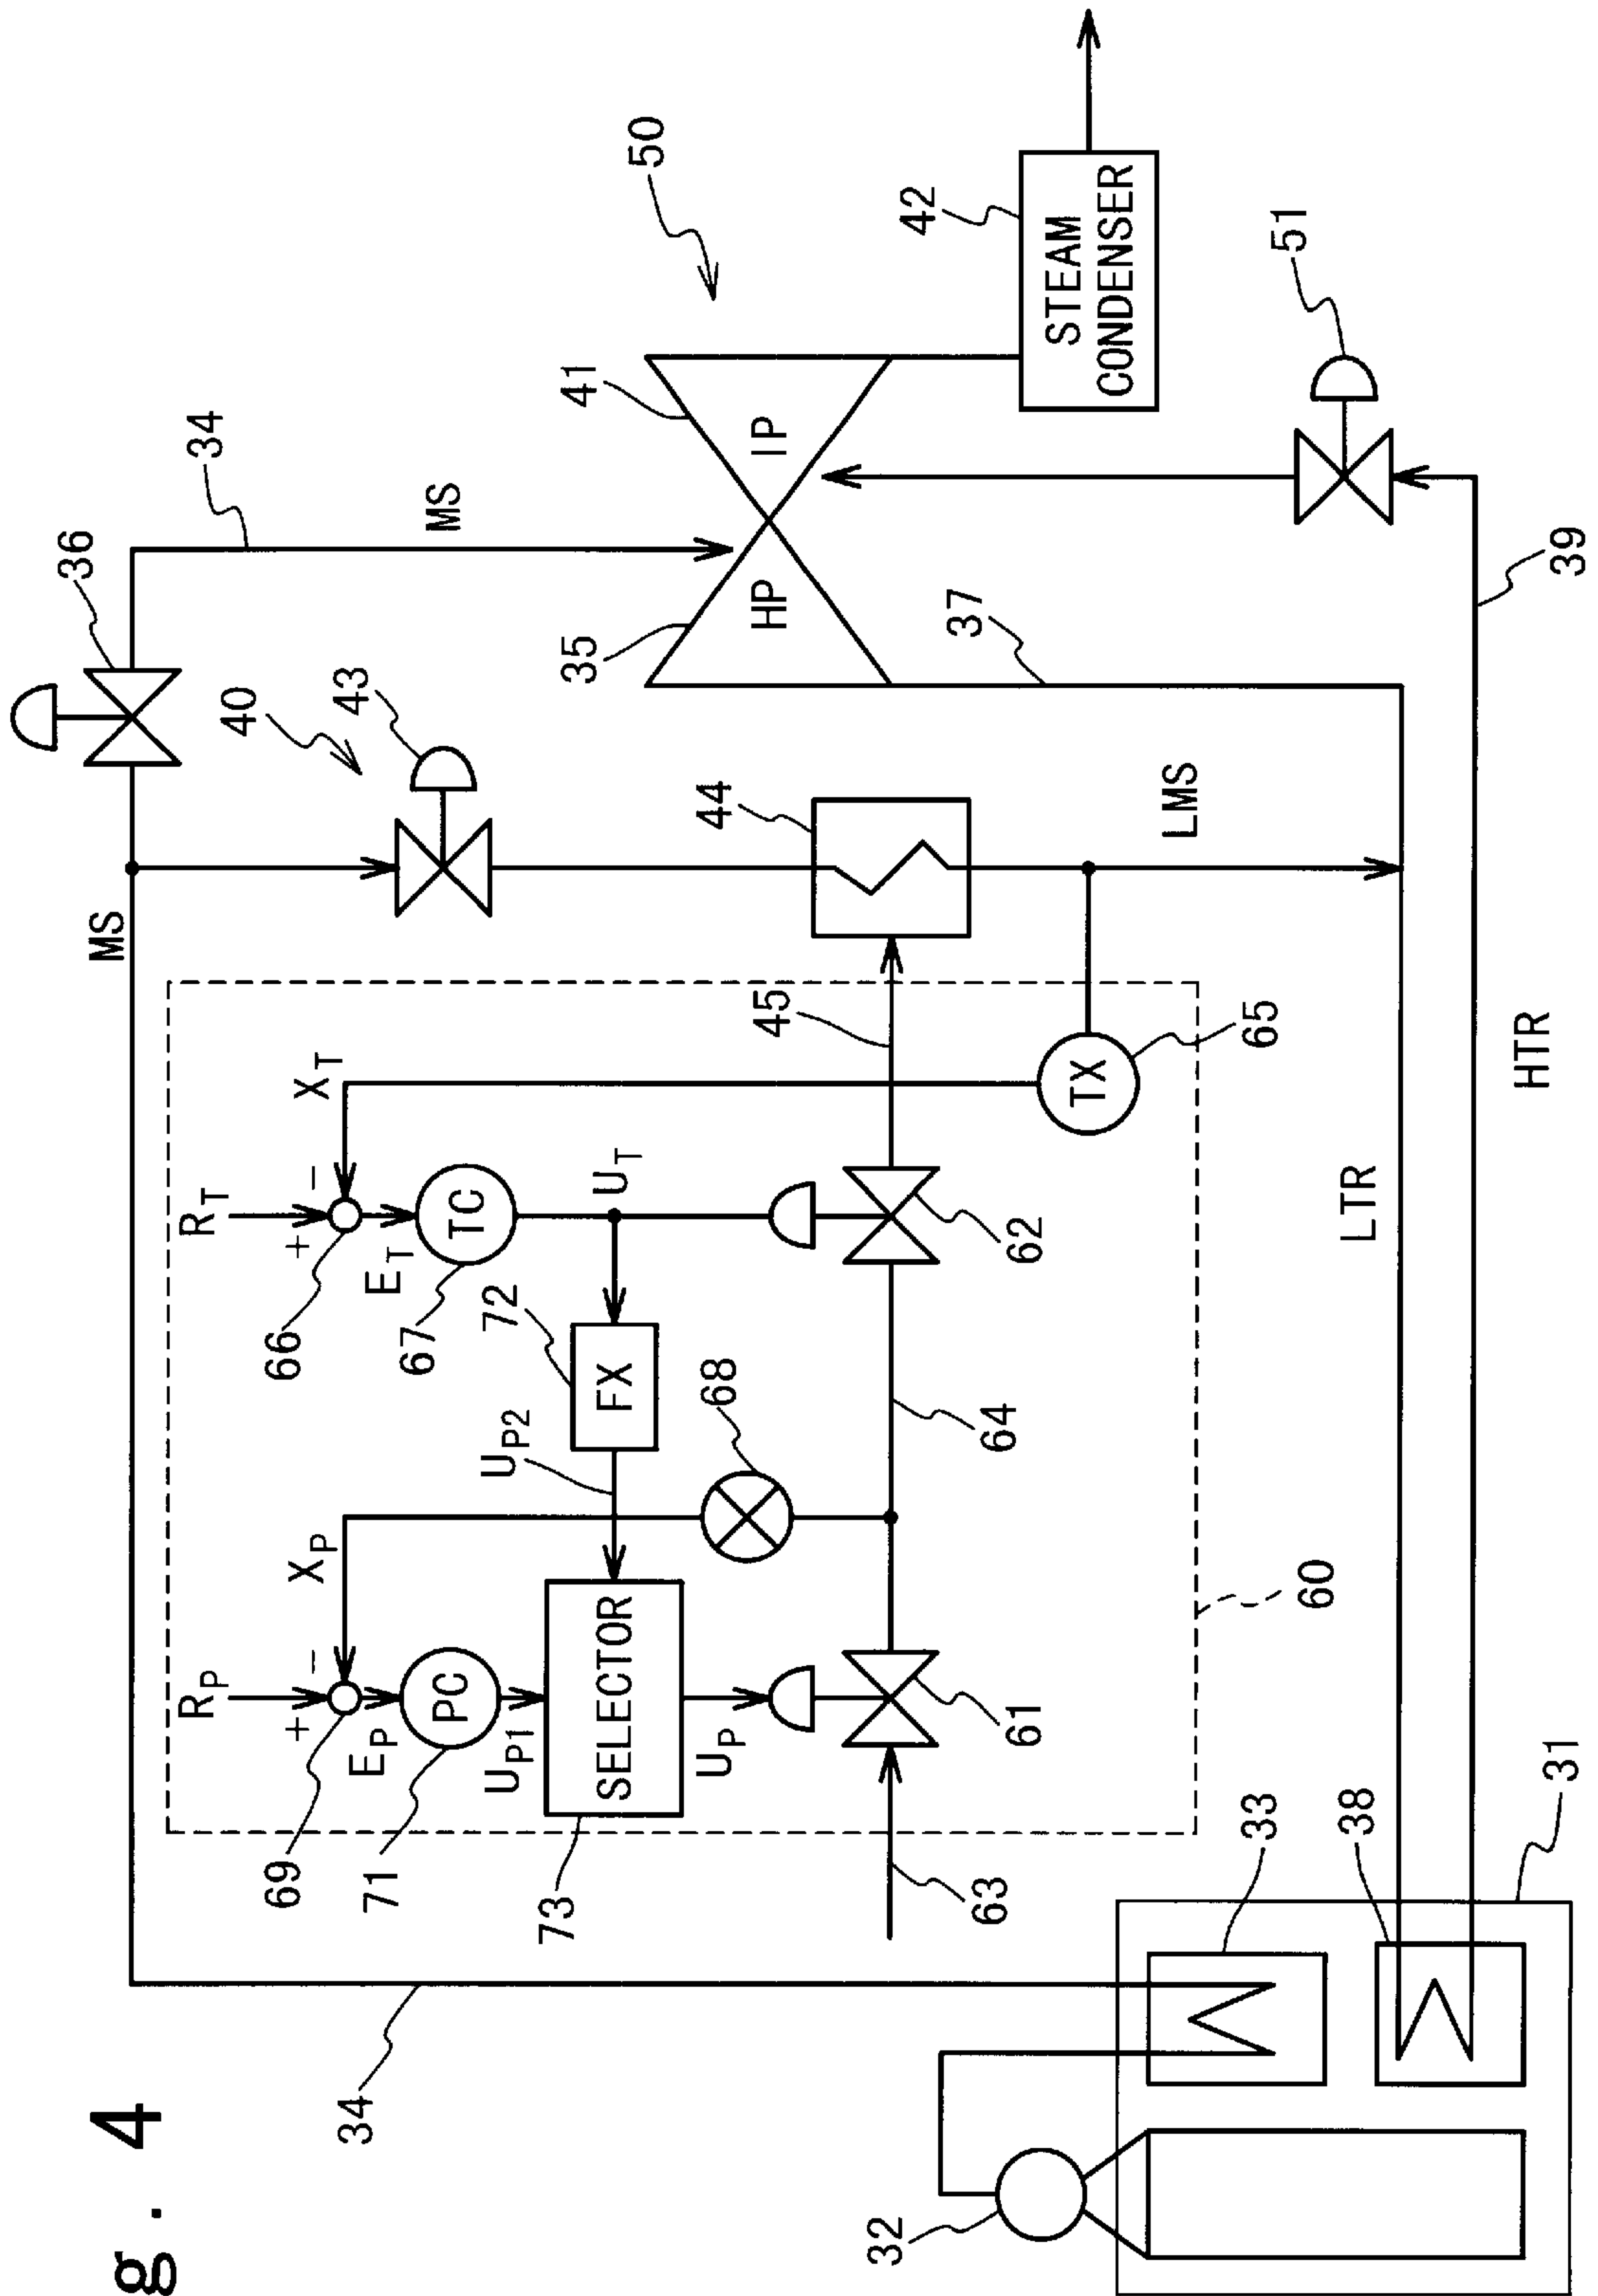 g. 4
34
MS
36
34
MS
40
43
50
35
HP
IP
41
42
STEAM
CONDENSER
51
37
39
44
LMS
45
65
TX
X_T
R_T
+
-
66
E_T
TC
67
U_T
72
FX
62
U_P2
68
64
X_P
R_P
+
-
69
E_P
PC
71
U_P1
SELECTOR
73
U_P
61
63
60
LTR
HTR
33
38
31
32